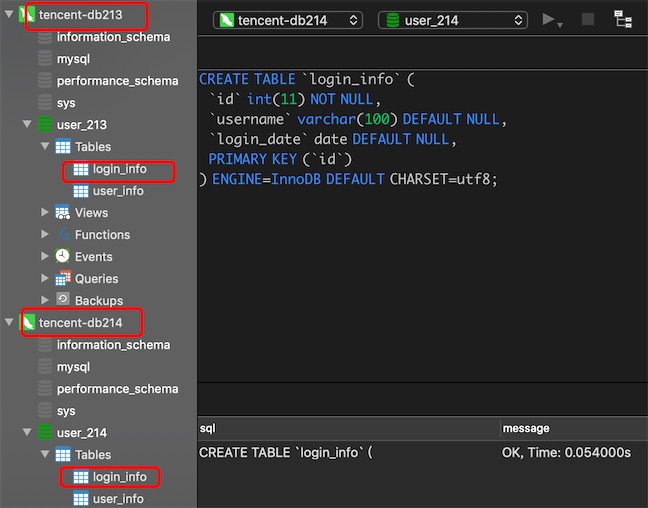 tencent-db213
information_schema
mysql
performance_schema
sys
user_213
Tables
login_info
user_info
Views
Functions
Events
Queries
Backups
tencent-db214
information_schema
mysql
performance_schema
sys
user_214
Tables
login_info
user_info
tencent-db214 user_214
CREATE TABLE `login_info` (
`id` int(11) NOT NULL,
`username` varchar(100) DEFAULT NULL,
`login_date` date DEFAULT NULL,
PRIMARY KEY (`id`)
) ENGINE=InnoDB DEFAULT CHARSET=utf8;
sql message
CREATE TABLE `login_info` ( OK, Time: 0.054000s